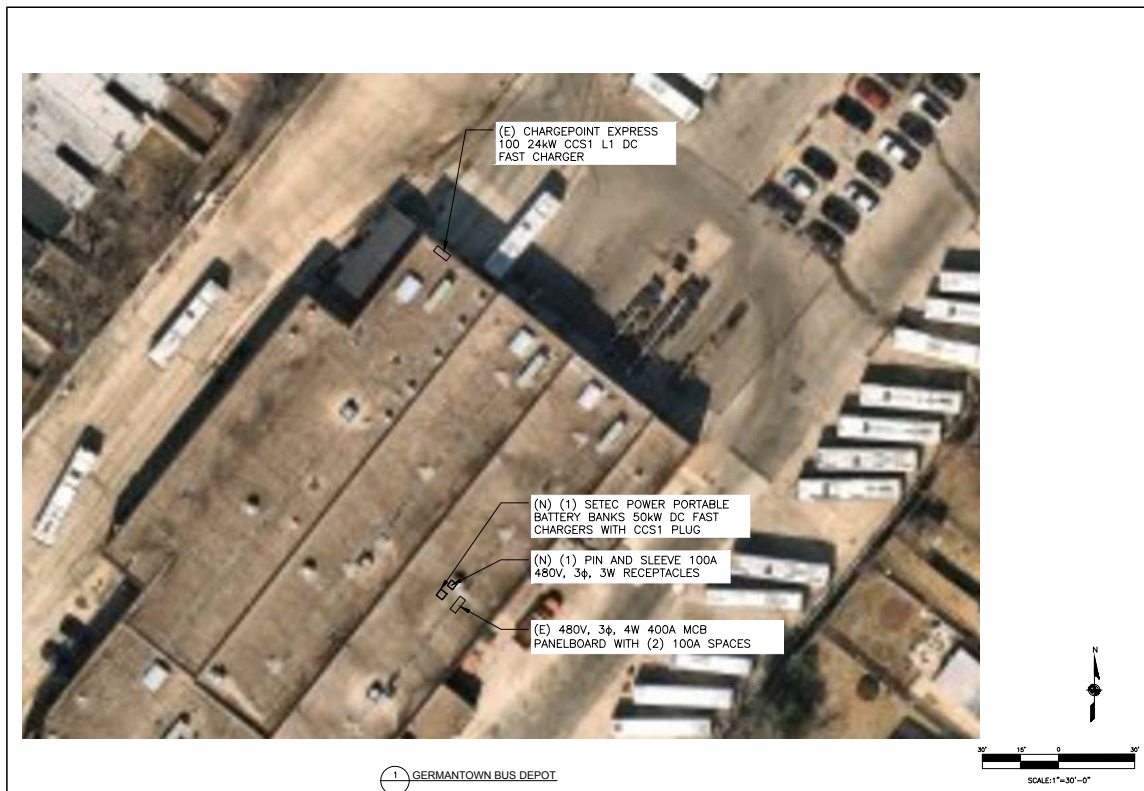 (E) CHARGEPOINT EXPRESS
100 24kW CCS1 L1 DC
FAST CHARGER
(N) (1) SETEC POWER PORTABLE
BATTERY BANKS 50kW DC FAST
CHARGERS WITH CCS1 PLUG
(N) (1) PIN AND SLEEVE 100A
480V, 3ϕ, 3W RECEPTACLES
(E) 480V, 3ϕ, 4W 400A MCB
PANELBOARD WITH (2) 100A SPACES
N
30' 15' 0 30'
SCALE:1"=30'-0"
1 GERMANTOWN BUS DEPOT